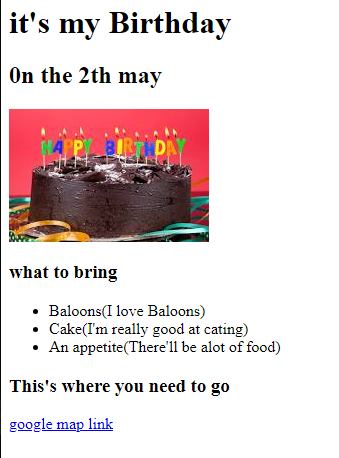 it's my Birthday
0n the 2th may
HAPPY BIRTHDAY
what to bring
Baloons(I love Baloons)
Cake(I'm really good at cating)
An appetite(There'll be alot of food)
This's where you need to go
google map link